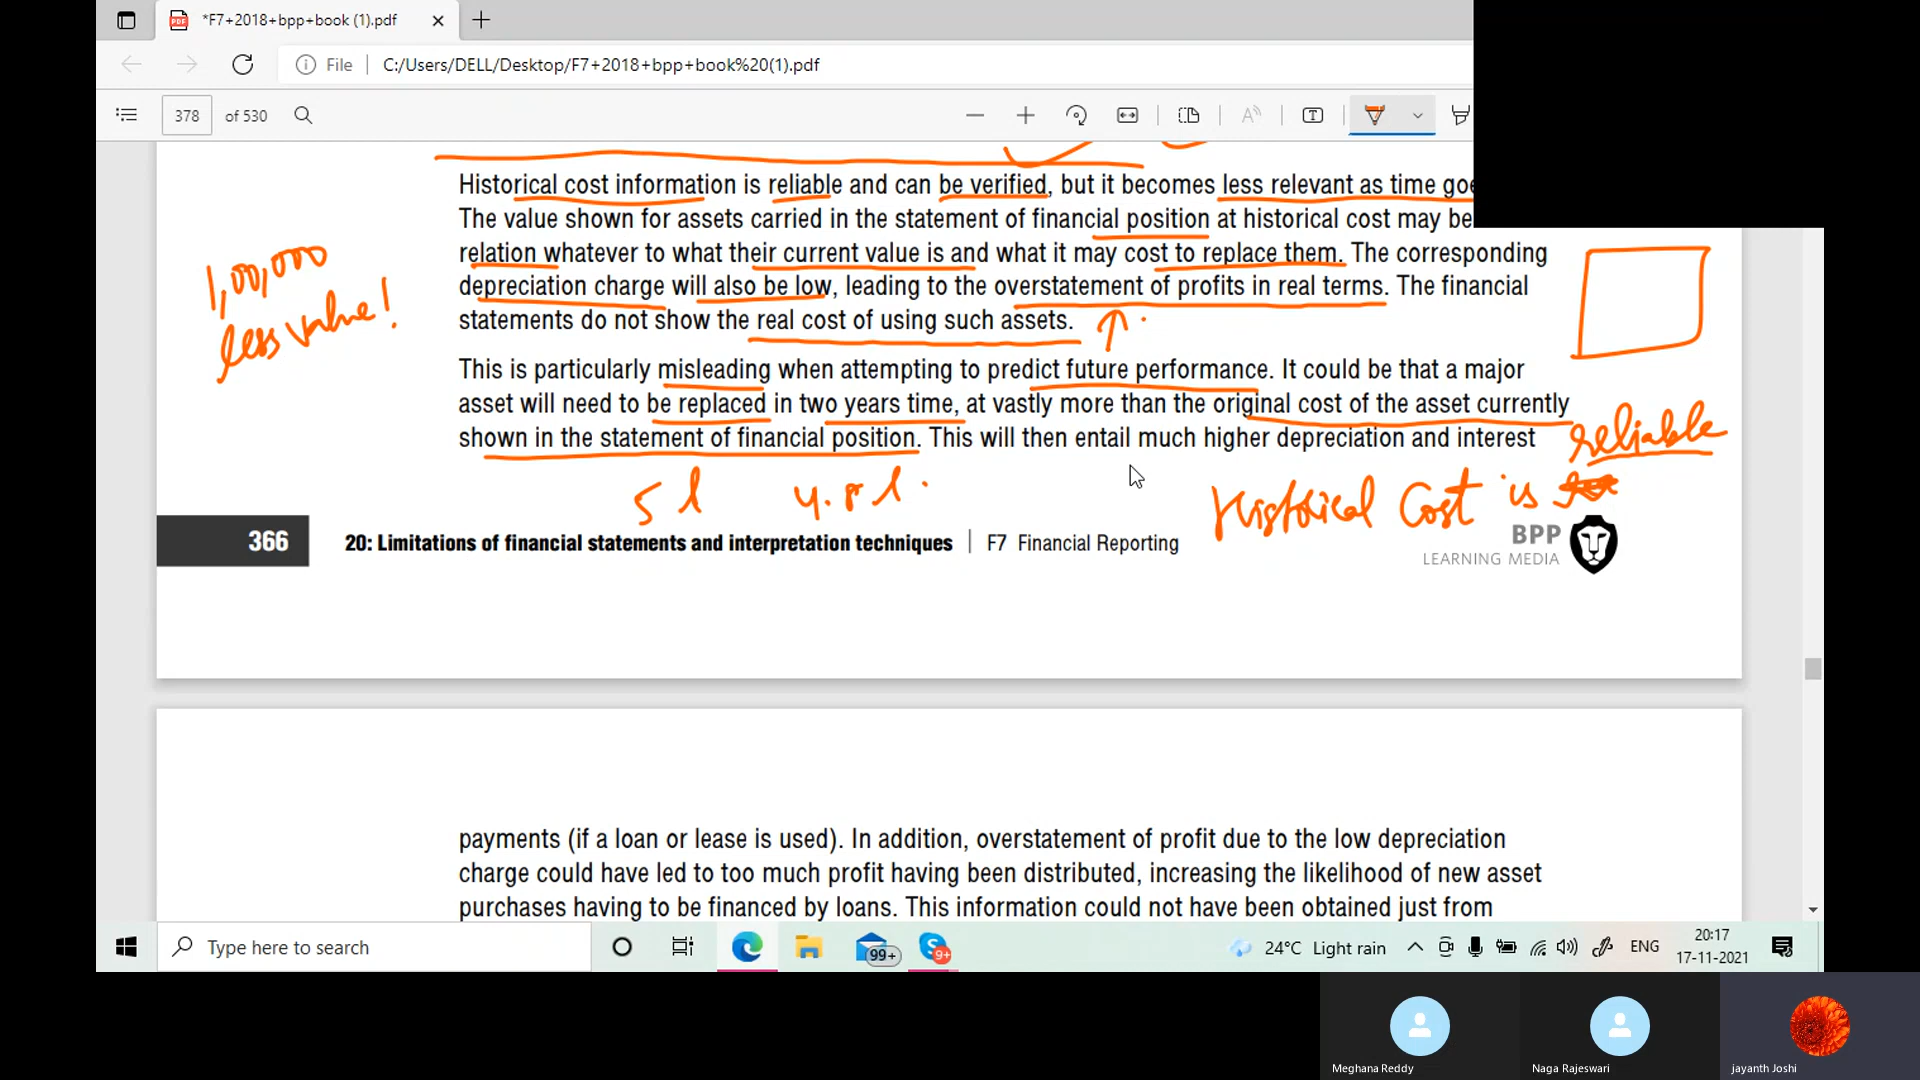 *F7+2018+bpp+book (1).pdf
File C:/Users/DELL/Desktop/F7+2018+bpp+book%20(1).pdf
378 of 530
Historical cost information is reliable and can be verified, but it becomes less relevant as time goe
The value shown for assets carried in the statement of financial position at historical cost may be
relation whatever to what their current value is and what it may cost to replace them. The corresponding
depreciation charge will also be low, leading to the overstatement of profits in real terms. The financial
statements do not show the real cost of using such assets.
1,00,000
less value!
This is particularly misleading when attempting to predict future performance. It could be that a major
asset will need to be replaced in two years time, at vastly more than the original cost of the asset currently
shown in the statement of financial position. This will then entail much higher depreciation and interest
reliable
5 l 4.8 l.
Historical Cost is
366 20: Limitations of financial statements and interpretation techniques | F7 Financial Reporting
BPP
LEARNING MEDIA
payments (if a loan or lease is used). In addition, overstatement of profit due to the low depreciation
charge could have led to too much profit having been distributed, increasing the likelihood of new asset
purchases having to be financed by loans. This information could not have been obtained just from
Type here to search
99+
9+
24°C Light rain
ENG
20:17
17-11-2021
Meghana Reddy
Naga Rajeswari
jayanth Joshi